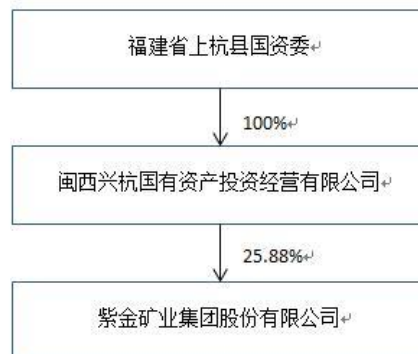 福建省上杭县国资委
100%
闽西兴杭国有资产投资经营有限公司
25.88%
紫金矿业集团股份有限公司